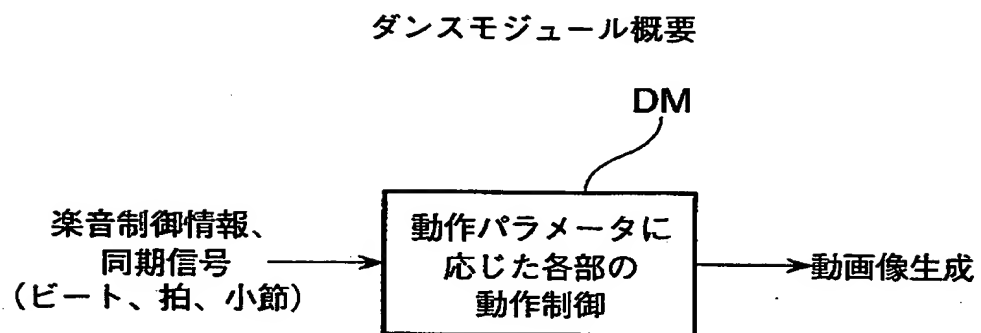 ダンスモジュール概要
DM
楽音制御情報、
同期信号
(ビート、拍、小節)
動作パラメータに
応じた各部の
動作制御
動画像生成